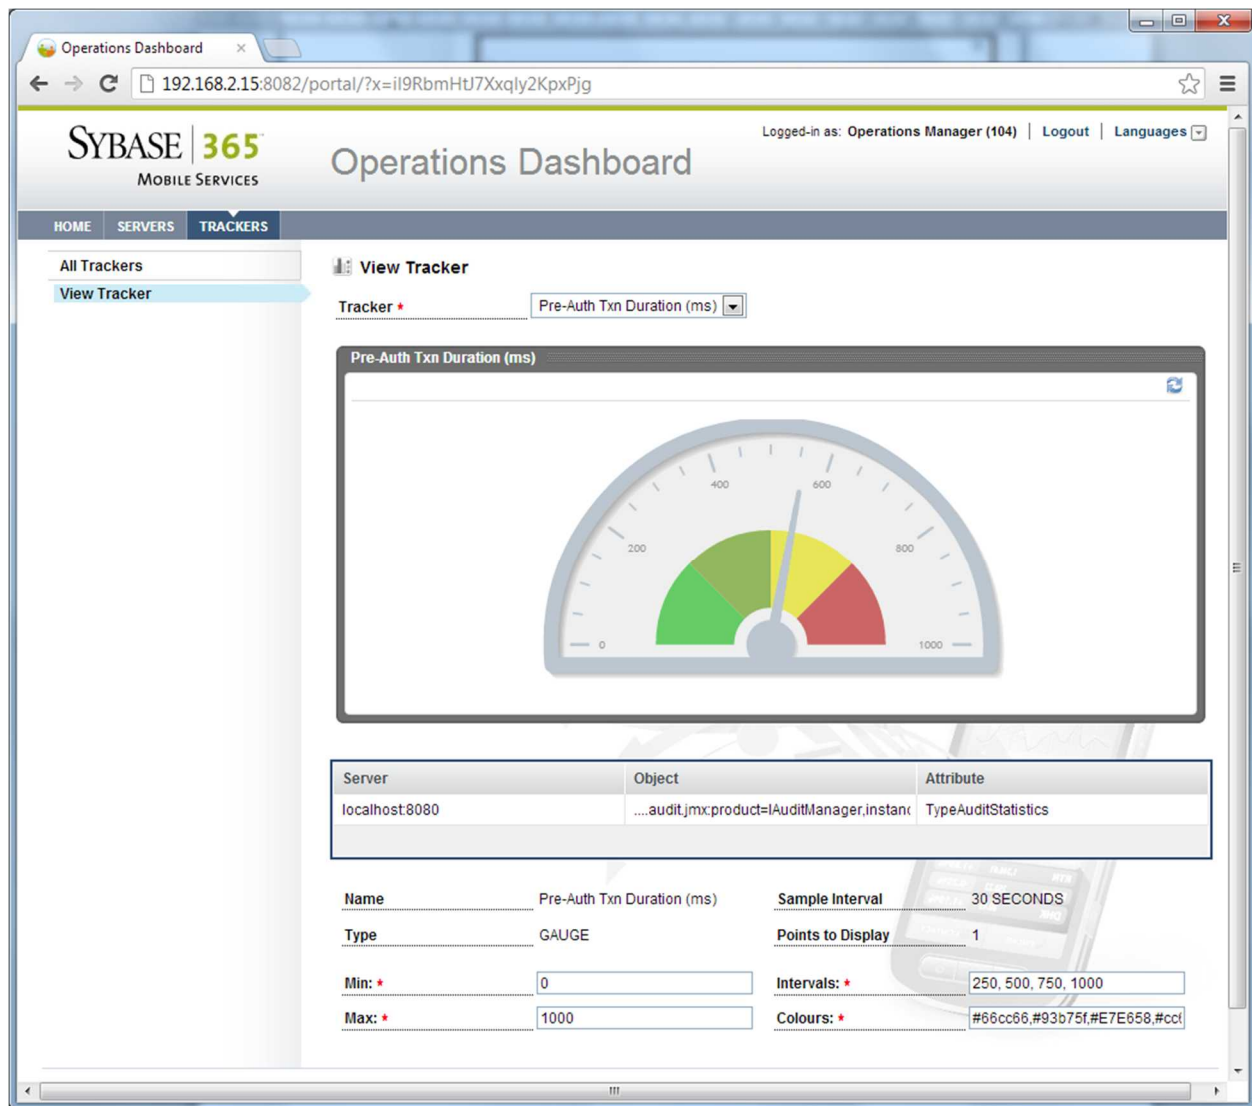 Operations Dashboard
192.168.2.15:8082/portal/?x=iI9RbmHtJ7Xxqly2KpxPjg
SYBASE 365
MOBILE SERVICES
Logged-in as: Operations Manager (104) | Logout | Languages
Operations Dashboard
HOME SERVERS TRACKERS
All Trackers
View Tracker
View Tracker
Tracker * Pre-Auth Txn Duration (ms)
Pre-Auth Txn Duration (ms)
0
200
400
600
800
1000
Server Object Attribute
localhost:8080 ....audit.jmx:product=IAuditManager,instanc TypeAuditStatistics
Name Pre-Auth Txn Duration (ms) Sample Interval 30 SECONDS
Type GAUGE Points to Display 1
Min: * 0 Intervals: * 250, 500, 750, 1000
Max: * 1000 Colours: * #66cc66,#93b75f,#E7E658,#cc6